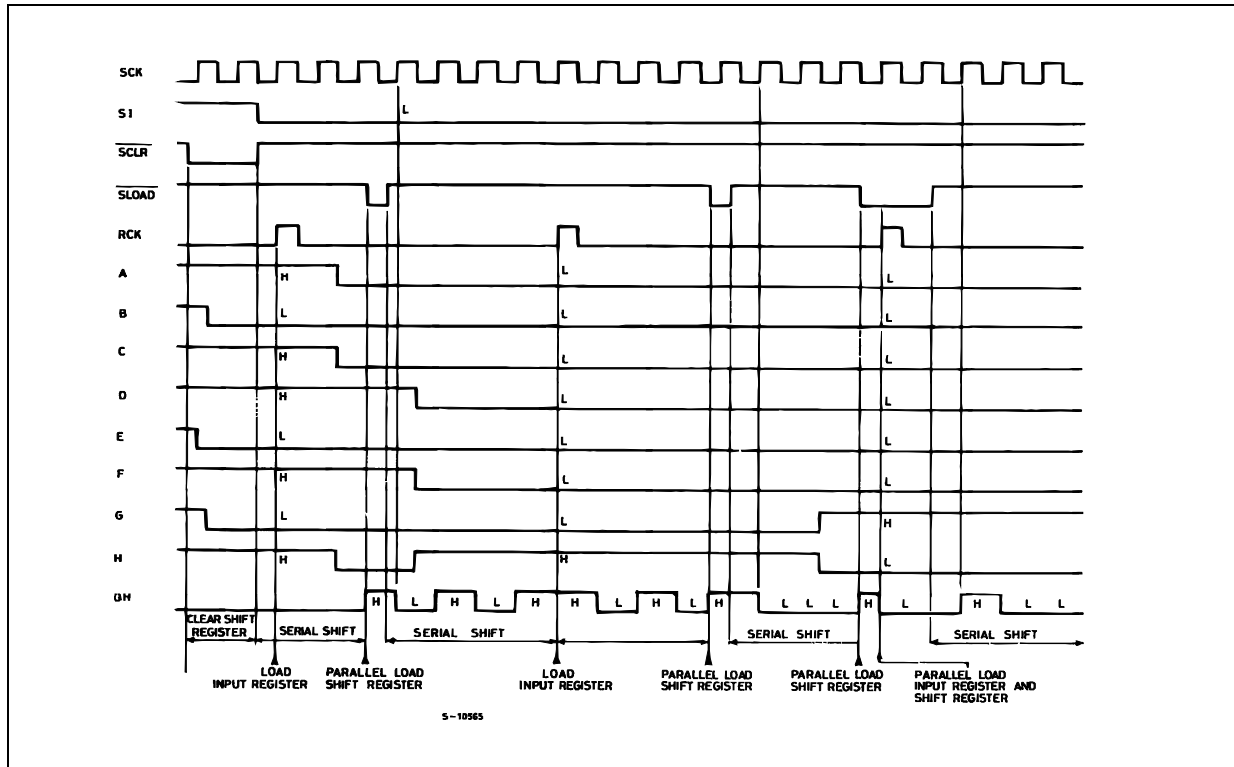 SCK
SI L
SCLR
SLOAD
RCK
A H L L
B L L L
C H L L
D H L L
E L L L
F H L L
G L L H
H H H L
QH H L H L H H L H L H L L L H L H L L
CLEAR SHIFT
REGISTER
SERIAL SHIFT
SERIAL SHIFT
SERIAL SHIFT
SERIAL SHIFT
LOAD
INPUT REGISTER
PARALLEL LOAD
SHIFT REGISTER
LOAD
INPUT REGISTER
PARALLEL LOAD
SHIFT REGISTER
PARALLEL LOAD
SHIFT REGISTER
PARALLEL LOAD
INPUT REGISTER AND
SHIFT REGISTER
S-10565